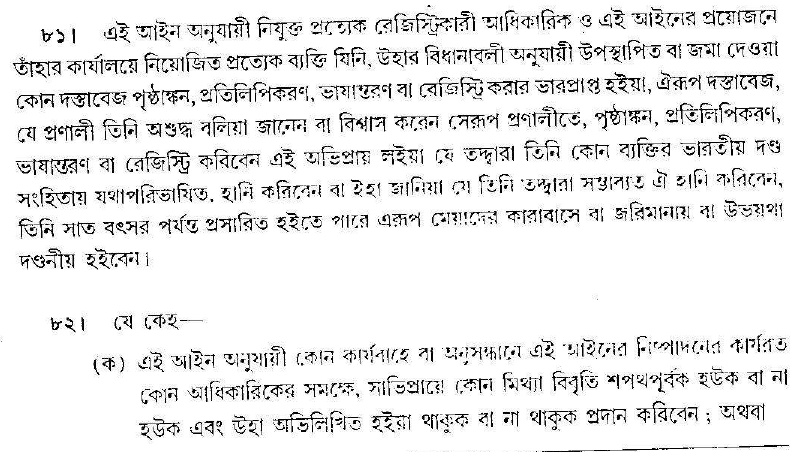 ৮১। এই আইন অনুযায়ী নিযুক্ত প্রত্যেক রেজিস্ট্রিকারী আধিকারিক ও এই আইনের প্রয়োজনে
তাঁহার কার্যালয়ে নিয়োজিত প্রত্যেক ব্যক্তি যিনি, উহার বিধানাবলী অনুযায়ী উপস্থাপিত বা জমা দেওয়া
কোন দস্তাবেজ পৃষ্ঠাঙ্কন, প্রতিলিপিকরণ, ভাষান্তরণ বা রেজিস্ট্রি করার ভারপ্রাপ্ত হইয়া, ঐরূপ দস্তাবেজ,
যে প্রণালী তিনি অশুদ্ধ বলিয়া জানেন বা বিশ্বাস করেন সেরূপ প্রণালীতে, পৃষ্ঠাঙ্কন, প্রতিলিপিকরণ,
ভাষান্তরণ বা রেজিস্ট্রি করিবেন এই অভিপ্রায় লইয়া যে তদ্দ্বারা তিনি কোন ব্যক্তির ভারতীয় দণ্ড
সংহিতায় যথাপরিভাষিত, হানি করিবেন বা ইহা জানিয়া যে তিনি তদ্দ্বারা সম্ভাব্যত ঐ হানি করিবেন,
তিনি সাত বৎসর পর্যন্ত প্রসারিত হইতে পারে এরূপ মেয়াদের কারাবাসে বা জরিমানায় বা উভয়থা
দণ্ডনীয় হইবেন।
৮২। যে কেহ—
(ক) এই আইন অনুযায়ী কোন কার্যবাহে বা অনুসন্ধানে এই আইনের নিষ্পাদনের কার্যরত
কোন আধিকারিকের সমক্ষে, সাভিপ্রায়ে কোন মিথ্যা বিবৃতি শপথপূর্বক হউক বা না
হউক এবং উহা অভিলিখিত হইয়া থাকুক বা না থাকুক প্রদান করিবেন ; অথবা